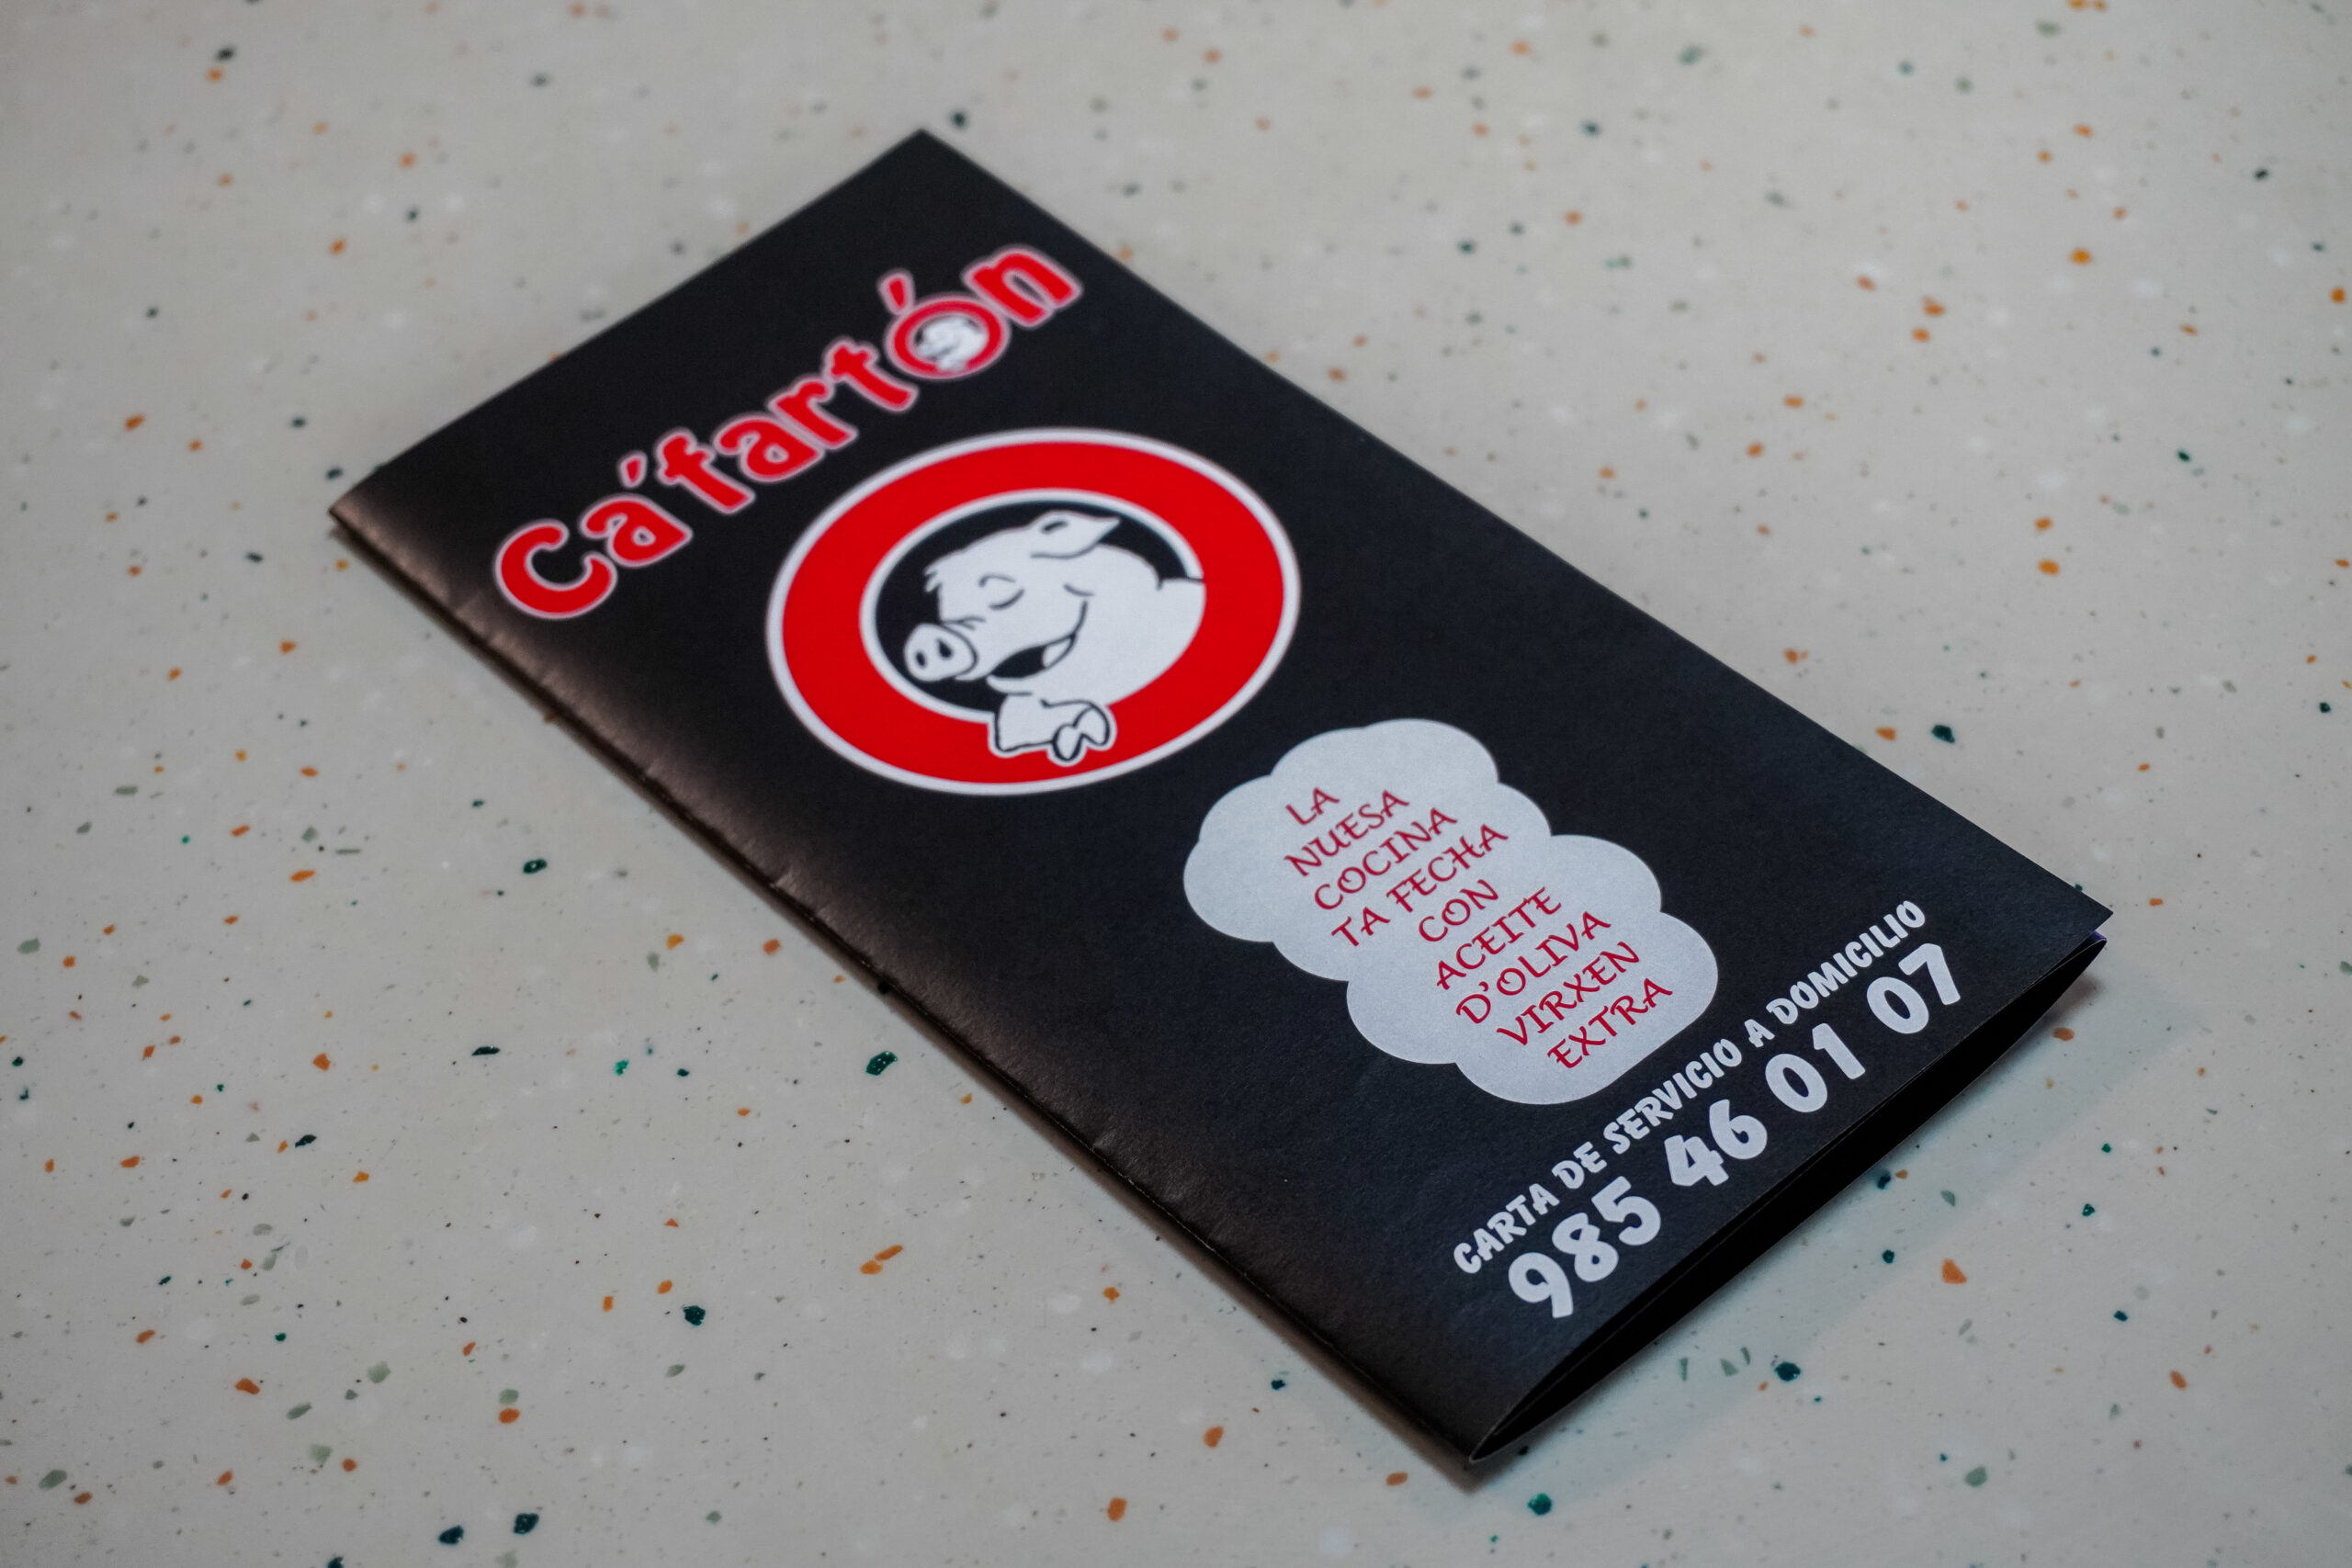 Ca'fartón
LA
NUESA
COCINA
TA FECHA
CON
ACEITE
D'OLIVA
VIRXEN
EXTRA
CARTA DE SERVICIO A DOMICILIO
985 46 01 07